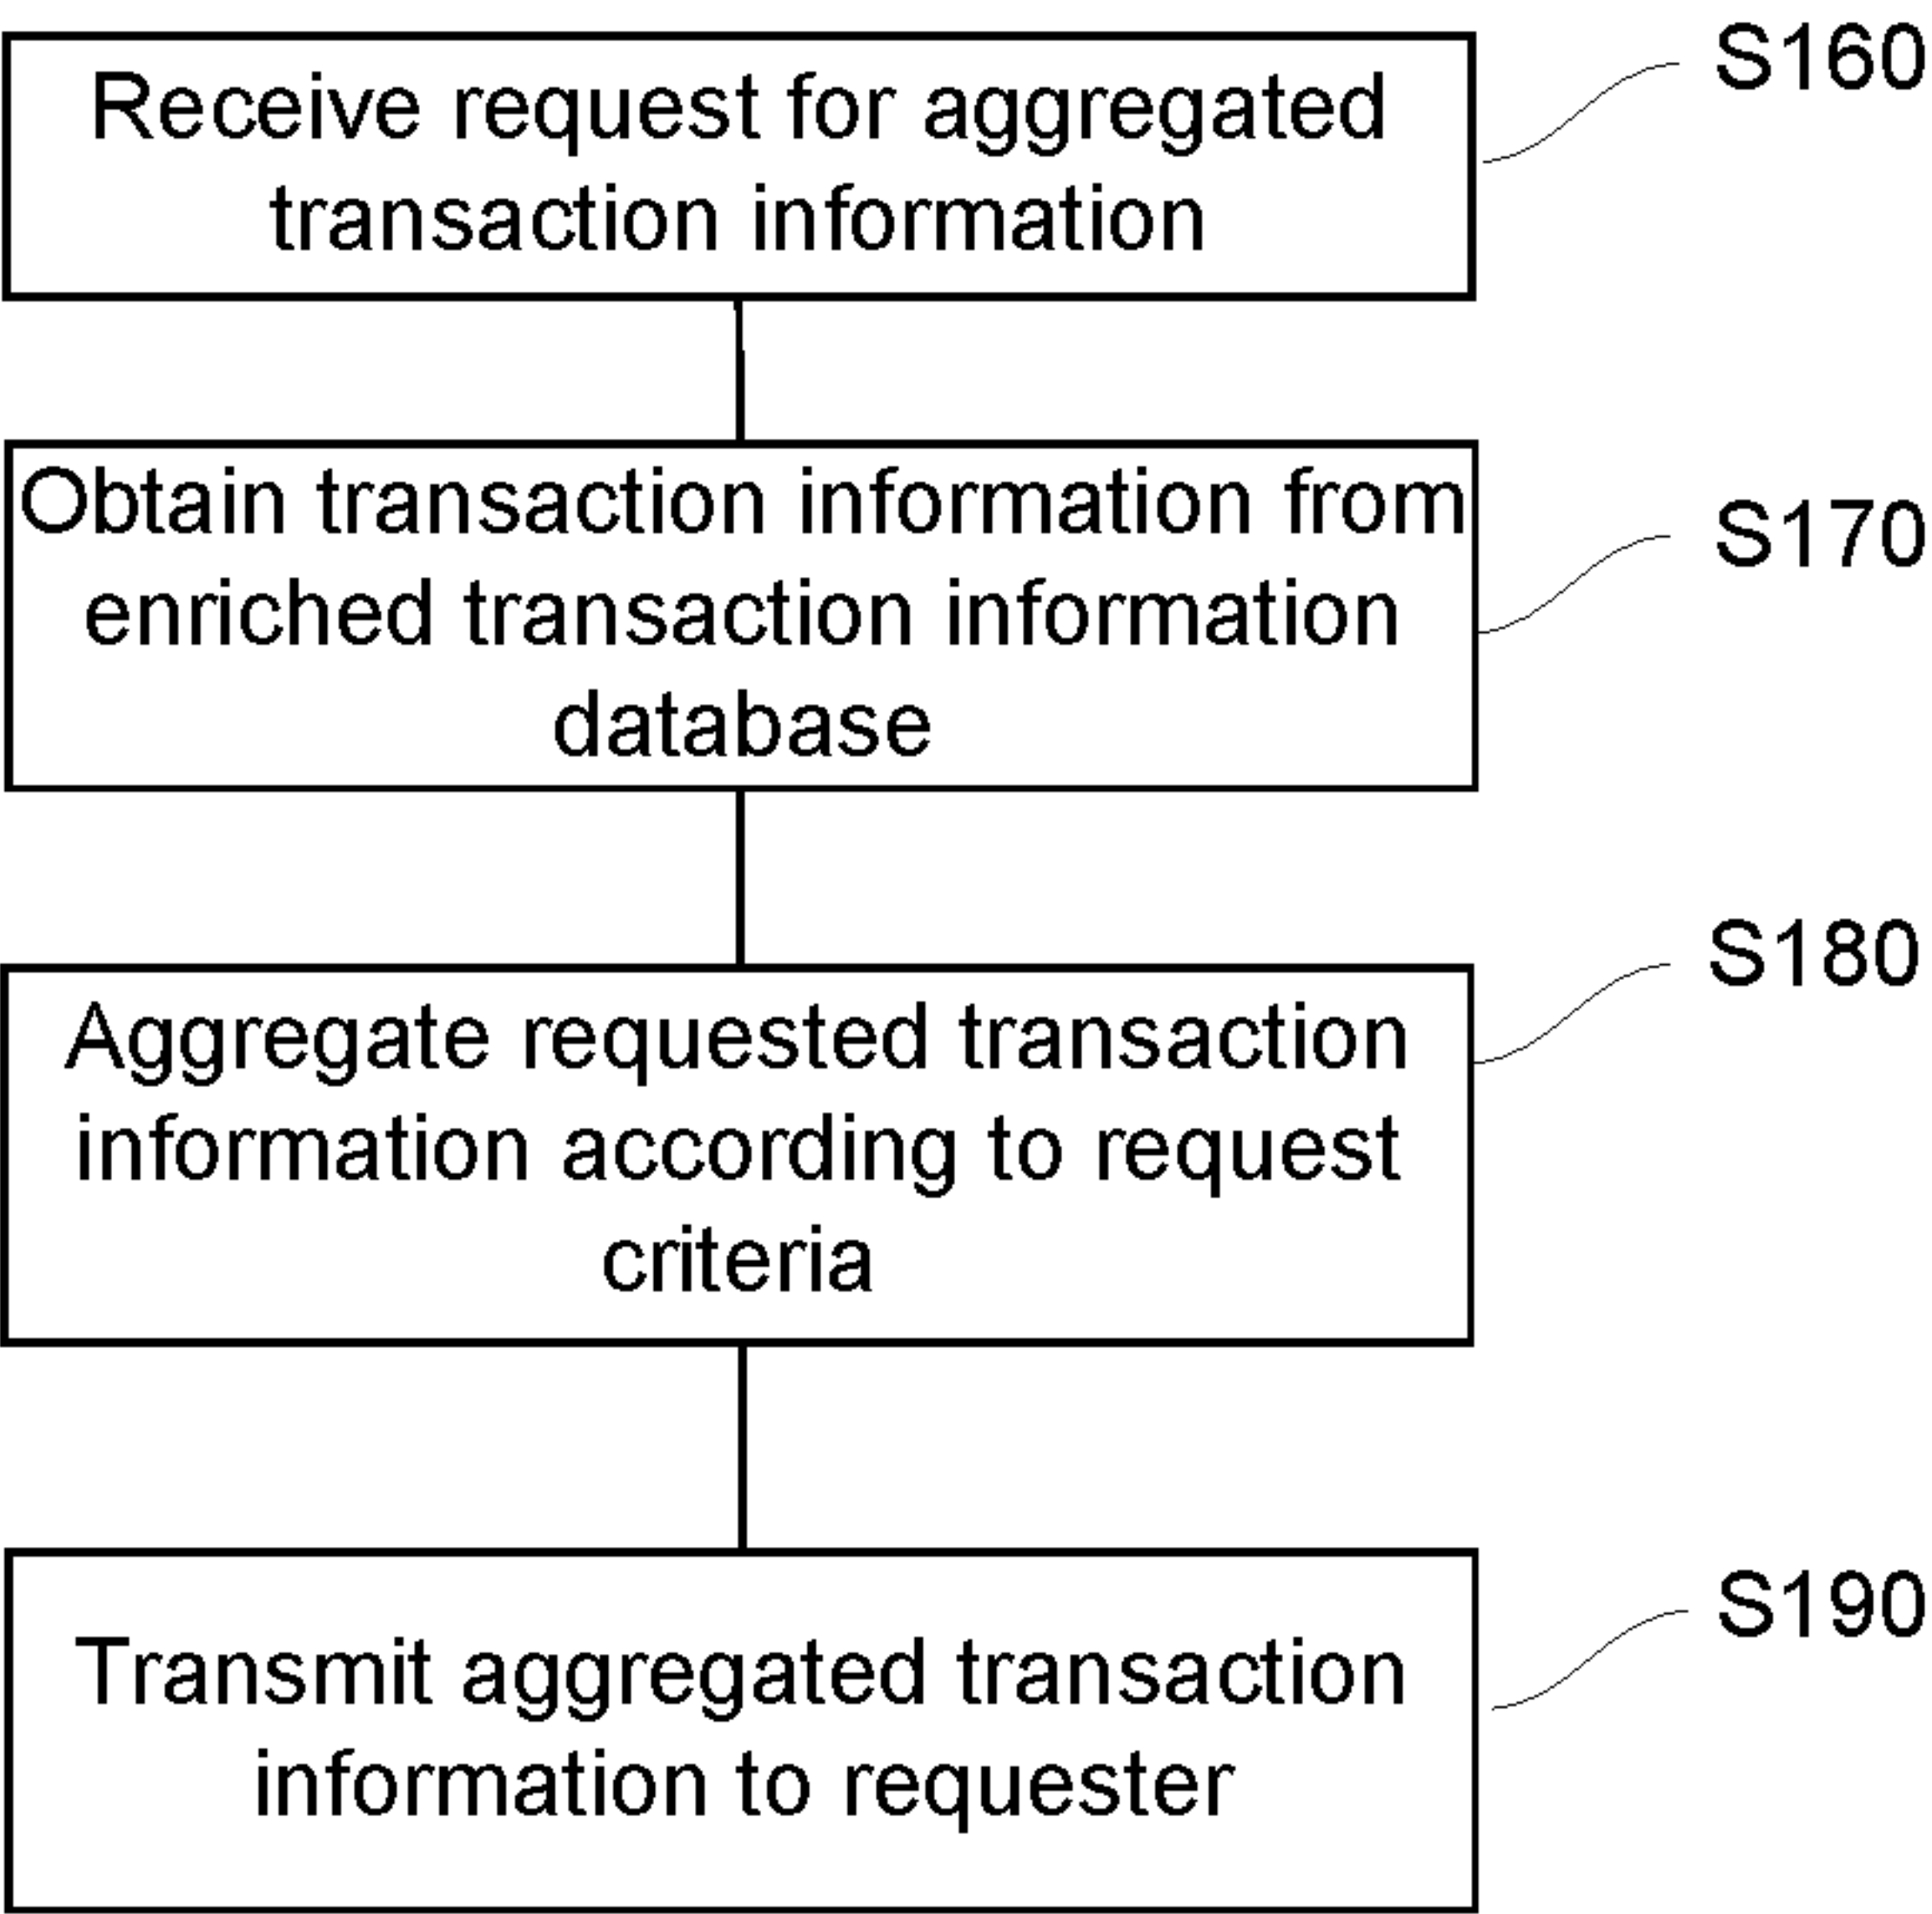 Receive request for aggregated
transaction information
S160
Obtain transaction information from
enriched transaction information
database
S170
Aggregate requested transaction
information according to request
criteria
S180
Transmit aggregated transaction
information to requester
S190